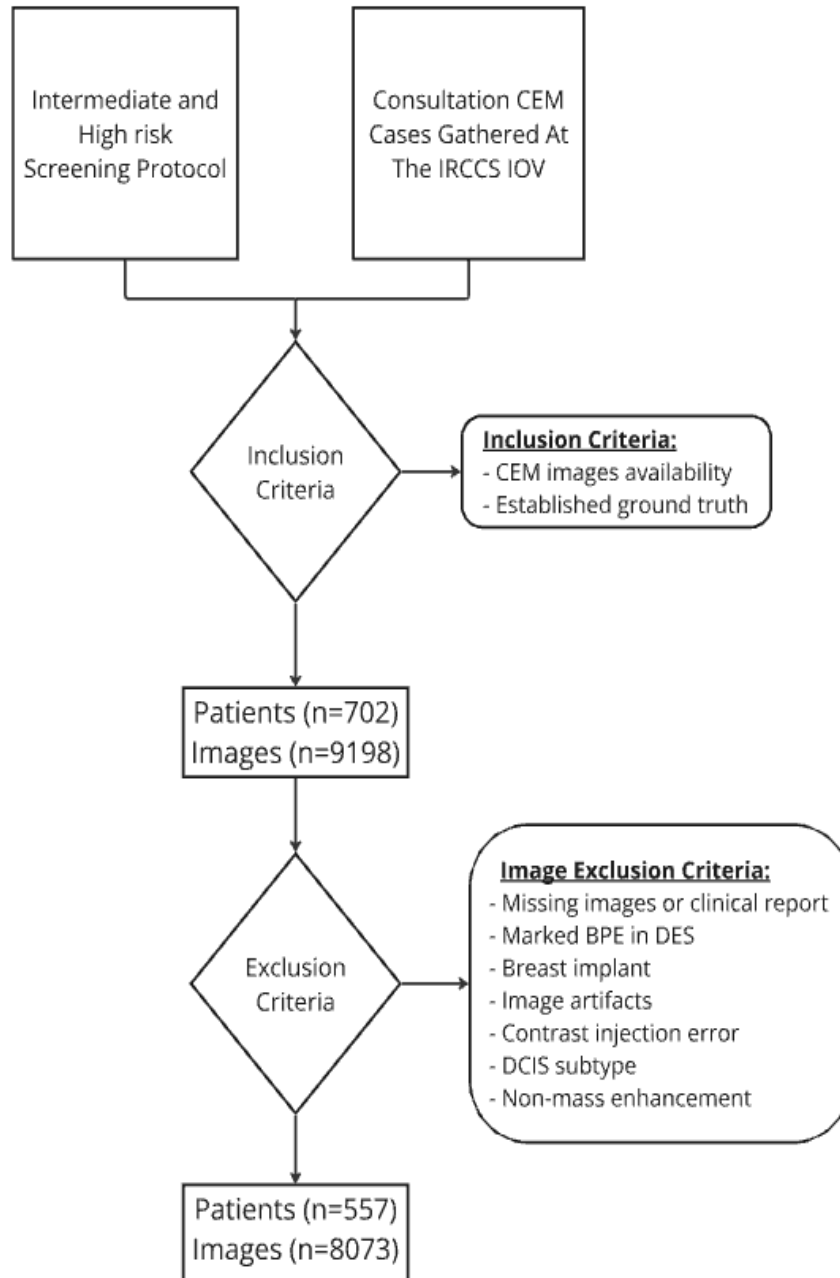 Intermediate and
High risk
Screening Protocol
Consultation CEM
Cases Gathered At
The IRCCS IOV
Inclusion
Criteria
Inclusion Criteria:
- CEM images availability
- Established ground truth
Patients (n=702)
Images (n=9198)
Exclusion
Criteria
Image Exclusion Criteria:
- Missing images or clinical report
- Marked BPE in DES
- Breast implant
- Image artifacts
- Contrast injection error
- DCIS subtype
- Non-mass enhancement
Patients (n=557)
Images (n=8073)